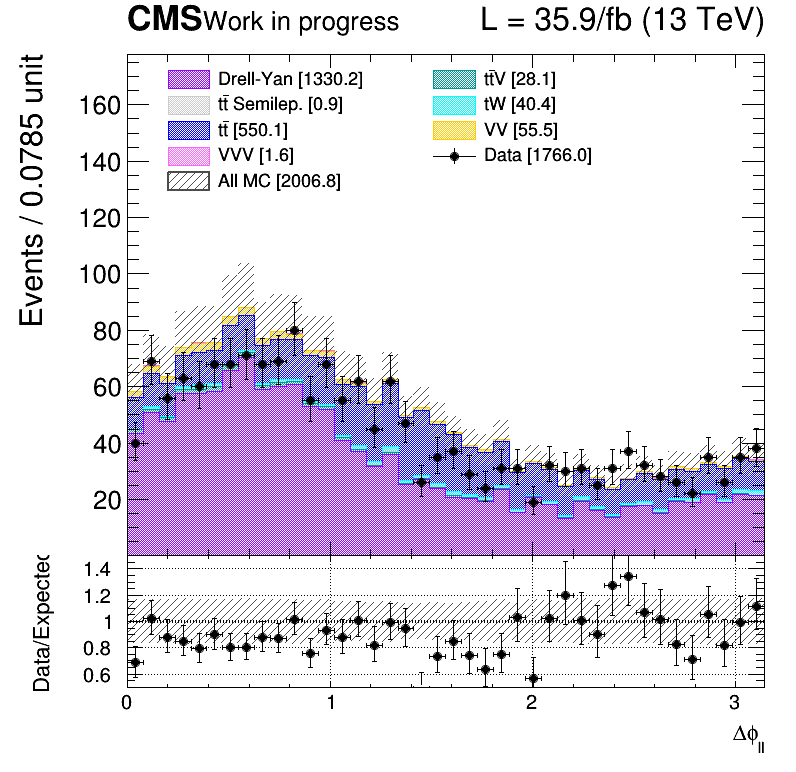 CMS Work in progress L = 35.9/fb (13 TeV)
Events / 0.0785 unit
Drell-Yan [1330.2]
tt̄ Semilep. [0.9]
tt̄ [550.1]
VVV [1.6]
All MC [2006.8]
tt̄V [28.1]
tW [40.4]
VV [55.5]
Data [1766.0]
160
140
120
100
80
60
40
20
Data/Expected
1.4
1.2
1
0.8
0.6
0 1 2 3
Δϕ_ll